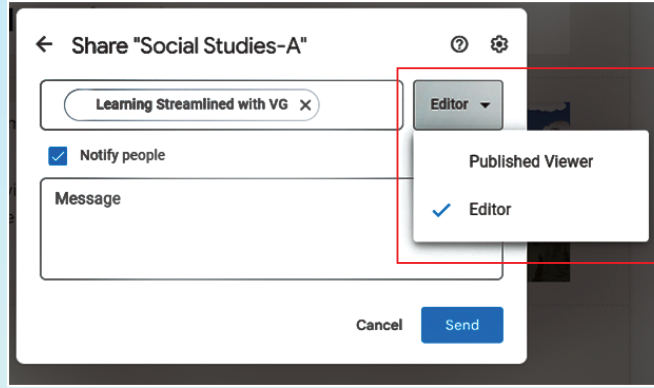 Share "Social Studies-A"
Learning Streamlined with VG
Editor
Notify people
Published Viewer
Message
Editor
Cancel
Send